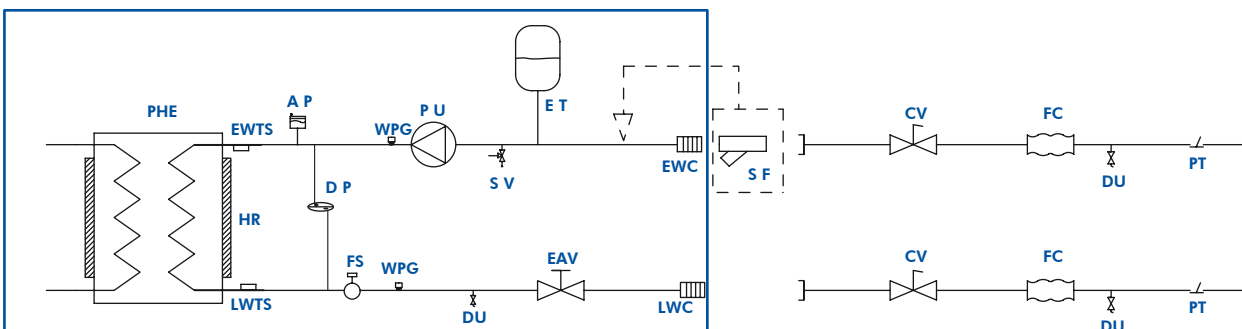 PHE
EWTS
A P
WPG
P U
E T
S V
EWC
S F
CV
FC
DU
PT
D P
HR
LWTS
FS
WPG
DU
EAV
LWC
CV
FC
DU
PT